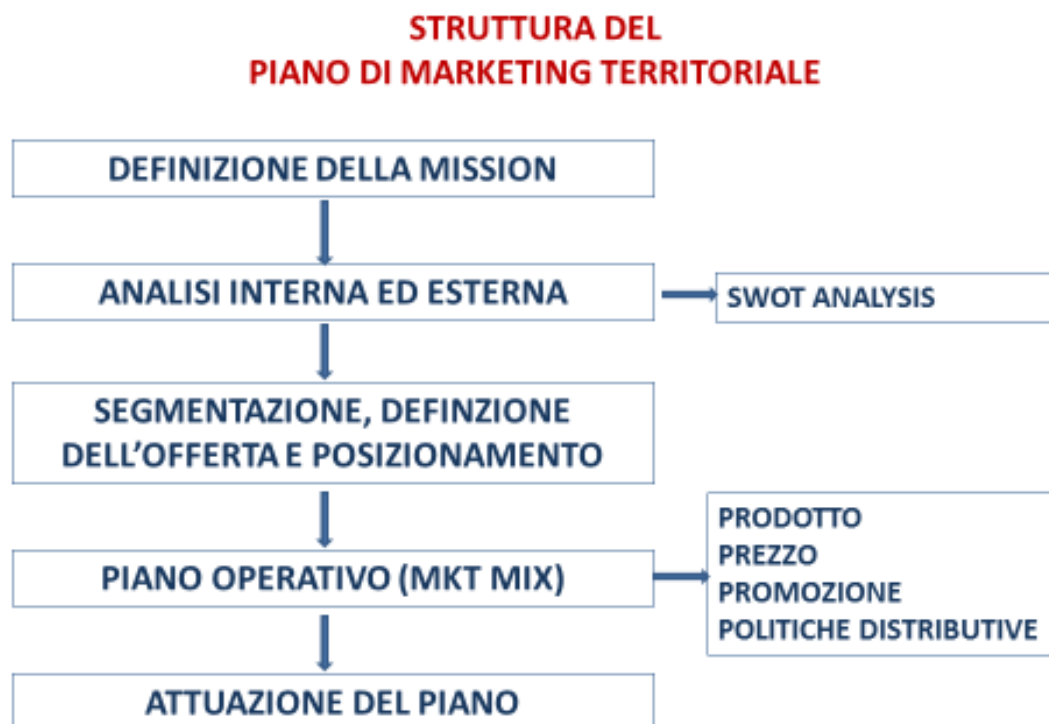 STRUTTURA DEL
PIANO DI MARKETING TERRITORIALE
DEFINIZIONE DELLA MISSION
ANALISI INTERNA ED ESTERNA
SWOT ANALYSIS
SEGMENTAZIONE, DEFINZIONE
DELL'OFFERTA E POSIZIONAMENTO
PIANO OPERATIVO (MKT MIX)
PRODOTTO
PREZZO
PROMOZIONE
POLITICHE DISTRIBUTIVE
ATTUAZIONE DEL PIANO